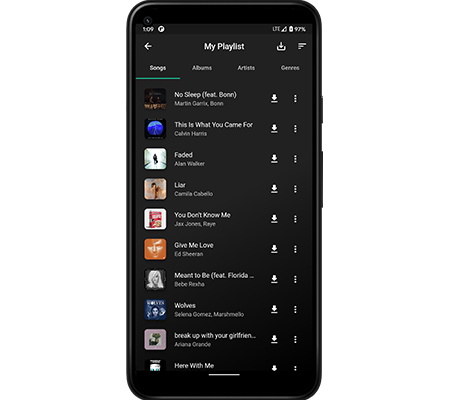 1:09
LTE 97%
My Playlist
Songs Albums Artists Genres
No Sleep (feat. Bonn)
Martin Garrix, Bonn
This Is What You Came For
Calvin Harris
Faded
Alan Walker
Liar
Camila Cabello
You Don't Know Me
Jax Jones, Raye
Give Me Love
Ed Sheeran
Meant to Be (feat. Florida ...
Bebe Rexha
WOLVES
Wolves
Selena Gomez, Marshmello
break up with your girlfrien...
Ariana Grande
Here With Me